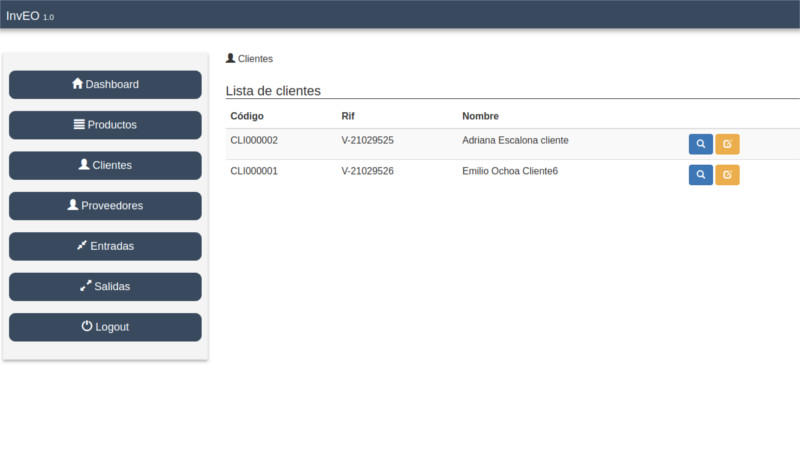 InvEO 1.0
Dashboard
Productos
Clientes
Proveedores
Entradas
Salidas
Logout
Clientes
Lista de clientes
Código Rif Nombre
CLI000002 V-21029525 Adriana Escalona cliente
CLI000001 V-21029526 Emilio Ochoa Cliente6